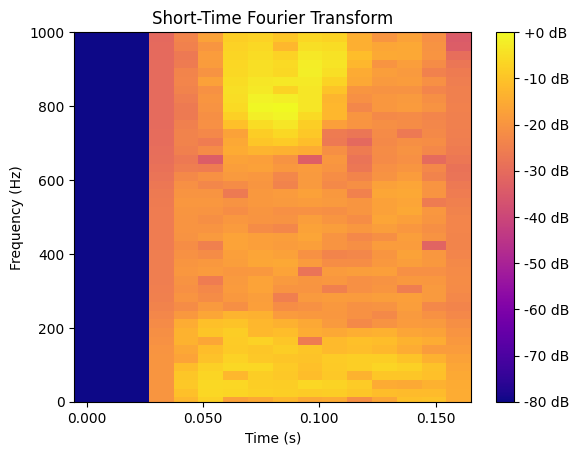 Short-Time Fourier Transform
Frequency (Hz)
1000
800
600
400
200
0
0.000
0.050
0.100
0.150
Time (s)
+0 dB
-10 dB
-20 dB
-30 dB
-40 dB
-50 dB
-60 dB
-70 dB
-80 dB